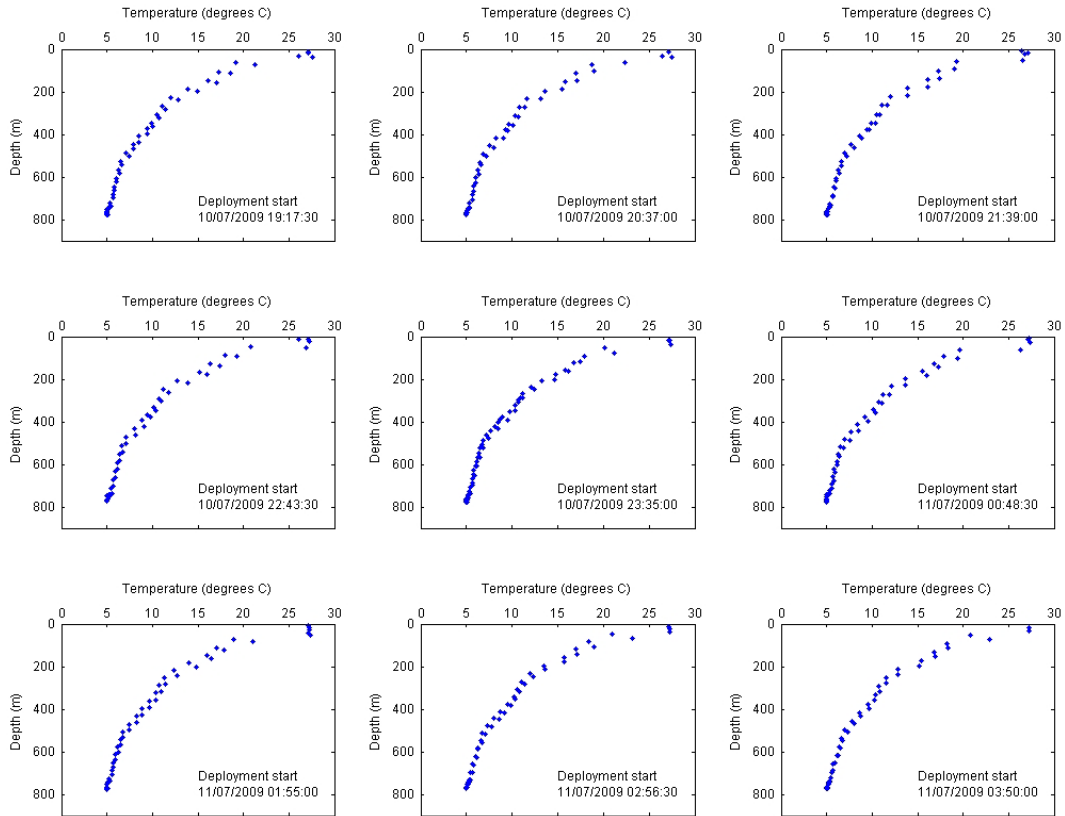 Temperature (degrees C)
0 5 10 15 20 25 30
0
200
400
600
800
Depth (m)
Deployment start
10/07/2009 19:17:30
Temperature (degrees C)
0 5 10 15 20 25 30
0
200
400
600
800
Depth (m)
Deployment start
10/07/2009 20:37:00
Temperature (degrees C)
0 5 10 15 20 25 30
0
200
400
600
800
Depth (m)
Deployment start
10/07/2009 21:39:00
Temperature (degrees C)
0 5 10 15 20 25 30
0
200
400
600
800
Depth (m)
Deployment start
10/07/2009 22:43:30
Temperature (degrees C)
0 5 10 15 20 25 30
0
200
400
600
800
Depth (m)
Deployment start
10/07/2009 23:35:00
Temperature (degrees C)
0 5 10 15 20 25 30
0
200
400
600
800
Depth (m)
Deployment start
11/07/2009 00:48:30
Temperature (degrees C)
0 5 10 15 20 25 30
0
200
400
600
800
Depth (m)
Deployment start
11/07/2009 01:55:00
Temperature (degrees C)
0 5 10 15 20 25 30
0
200
400
600
800
Depth (m)
Deployment start
11/07/2009 02:56:30
Temperature (degrees C)
0 5 10 15 20 25 30
0
200
400
600
800
Depth (m)
Deployment start
11/07/2009 03:50:00